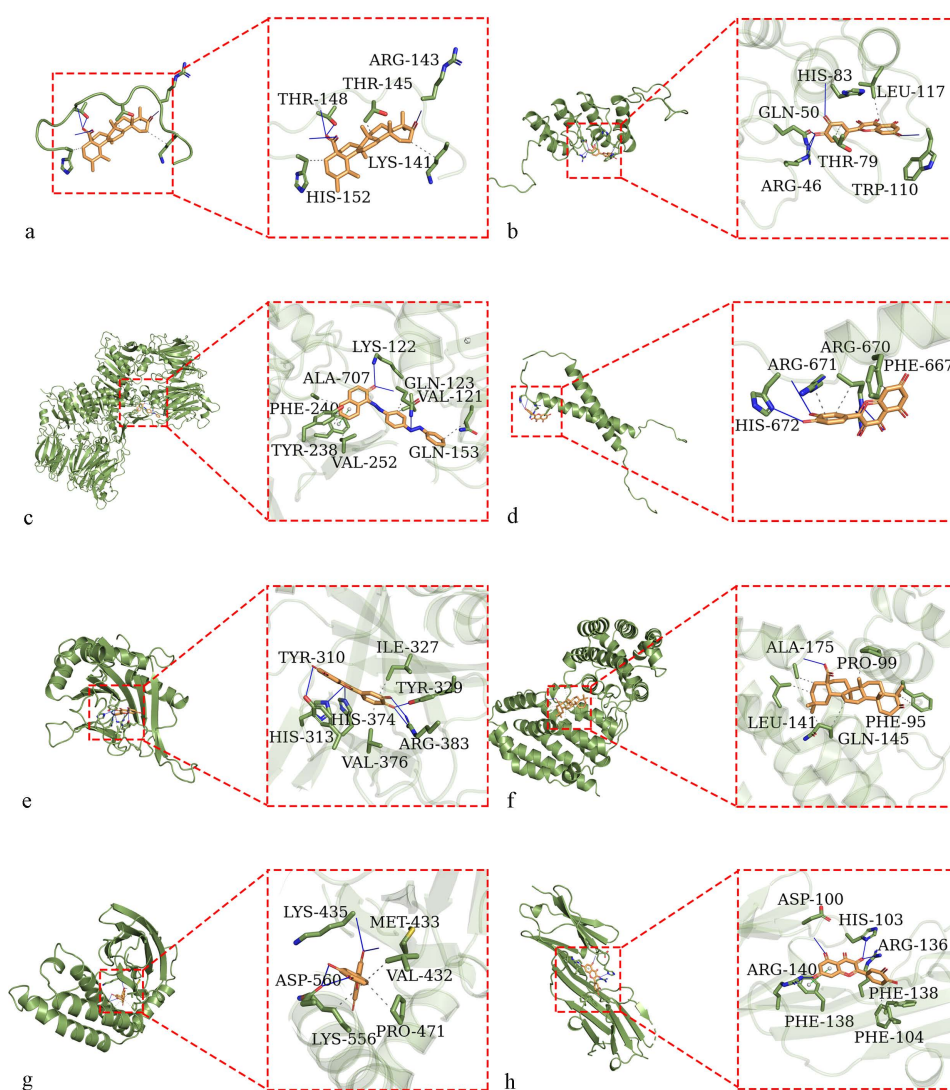 ARG-143
THR-145
THR-148
LYS-141
HIS-152
a
HIS-83
LEU-117
GLN-50
THR-79
ARG-46
TRP-110
b
LYS-122
ALA-707
GLN-123
PHE-240
VAL-121
TYR-238
VAL-252
GLN-153
c
ARG-670
ARG-671
PHE-667
HIS-672
d
ILE-327
TYR-310
TYR-329
HIS-374
HIS-313
ARG-383
VAL-376
e
ALA-175
PRO-99
LEU-141
PHE-95
GLN-145
f
LYS-435
MET-433
VAL-432
ASP-560
LYS-556
PRO-471
g
ASP-100
HIS-103
ARG-136
ARG-140
PHE-138
PHE-138
PHE-104
h